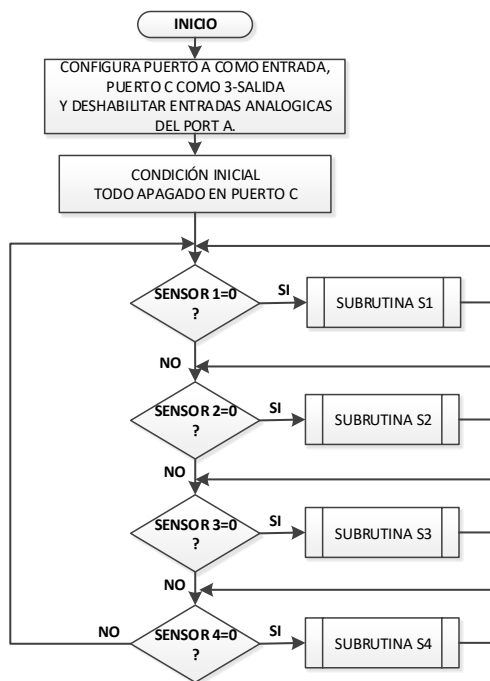 INICIO
CONFIGURA PUERTO A COMO ENTRADA,
PUERTO C COMO 3-SALIDA
Y DESHABILITAR ENTRADAS ANALOGICAS
DEL PORT A.
CONDICIÓN INICIAL
TODO APAGADO EN PUERTO C
SENSOR 1=0
?
SI
SUBRUTINA S1
NO
SENSOR 2=0
?
SI
SUBRUTINA S2
NO
SENSOR 3=0
?
SI
SUBRUTINA S3
NO
NO
SENSOR 4=0
?
SI
SUBRUTINA S4